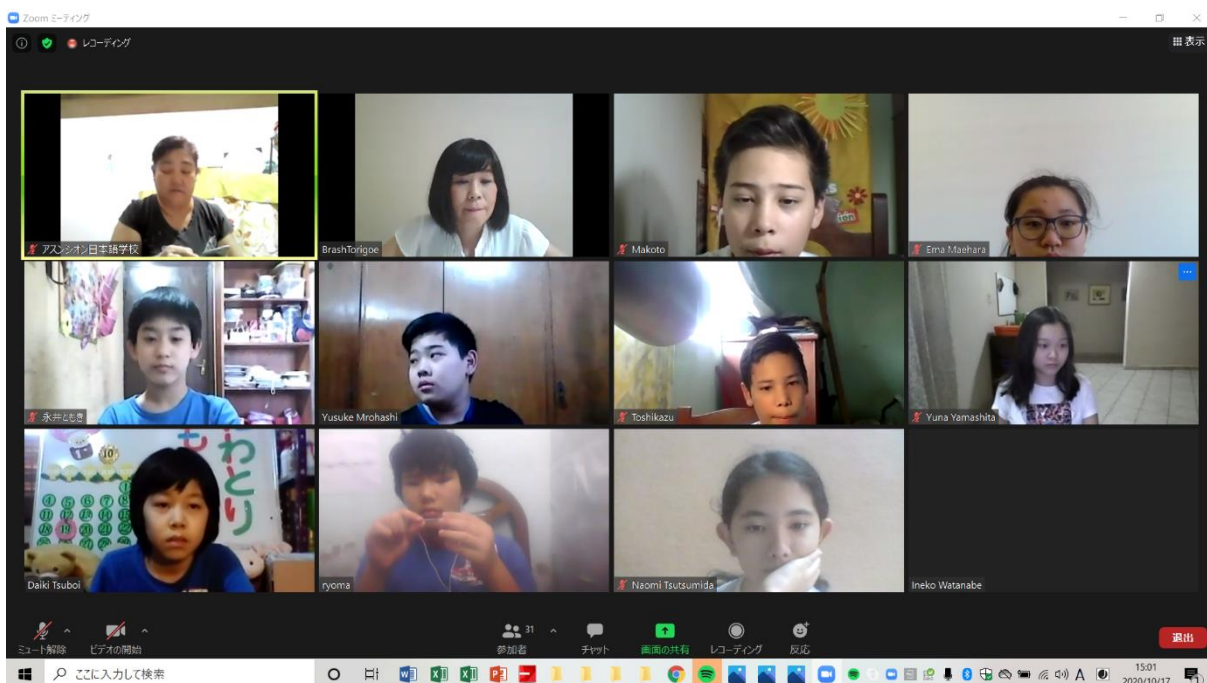 Zoom ミーティング
レコーディング
表示
アスンシオン日本語学校
BrashTorigoe
Makoto
Ema Maehara
永井ともき
Yusuke Mrohashi
Toshikazu
Yuna Yamashita
わとり
も
10
Daiki Tsuboi
ryoma
Naomi Tsutsumida
Ineko Watanabe
ミュート解除
ビデオの開始
31
参加者
チャット
画面の共有
レコーディング
反応
退出
ここに入力して検索
A
15:01
2020/10/17